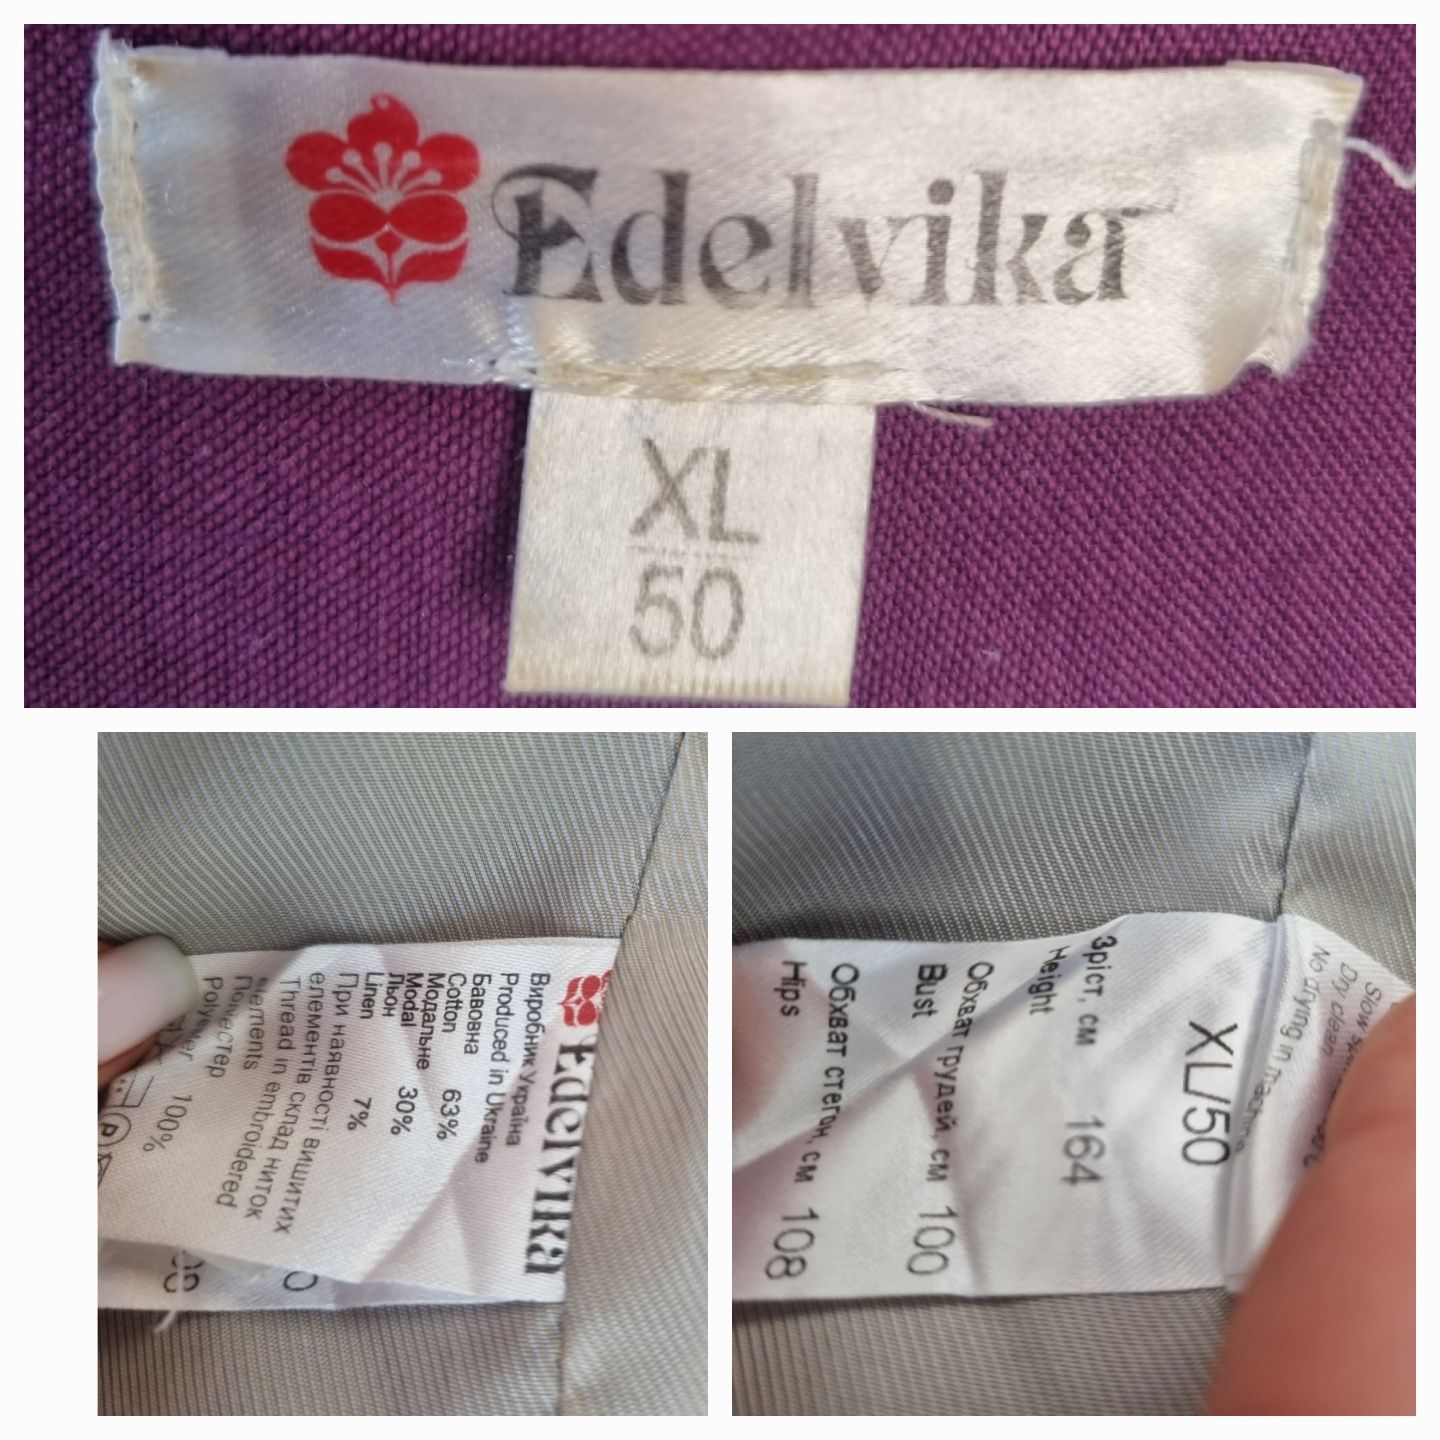 Edelvika
XL
50
Edelvika
Виробник Україна
Produced in Ukraine
Бавовна
Cotton 63%
Модальне
Modal 30%
Льон
Linen 7%
При наявності вишитих
елементів склад ниток
Thread in embroidered
elements
Поліестер
Polyester 100%
XL/50
Зріст, см 164
Height
Обхват грудей, см 100
Bust
Обхват стегон, см 108
Hips
No drying in machine
Dry clean